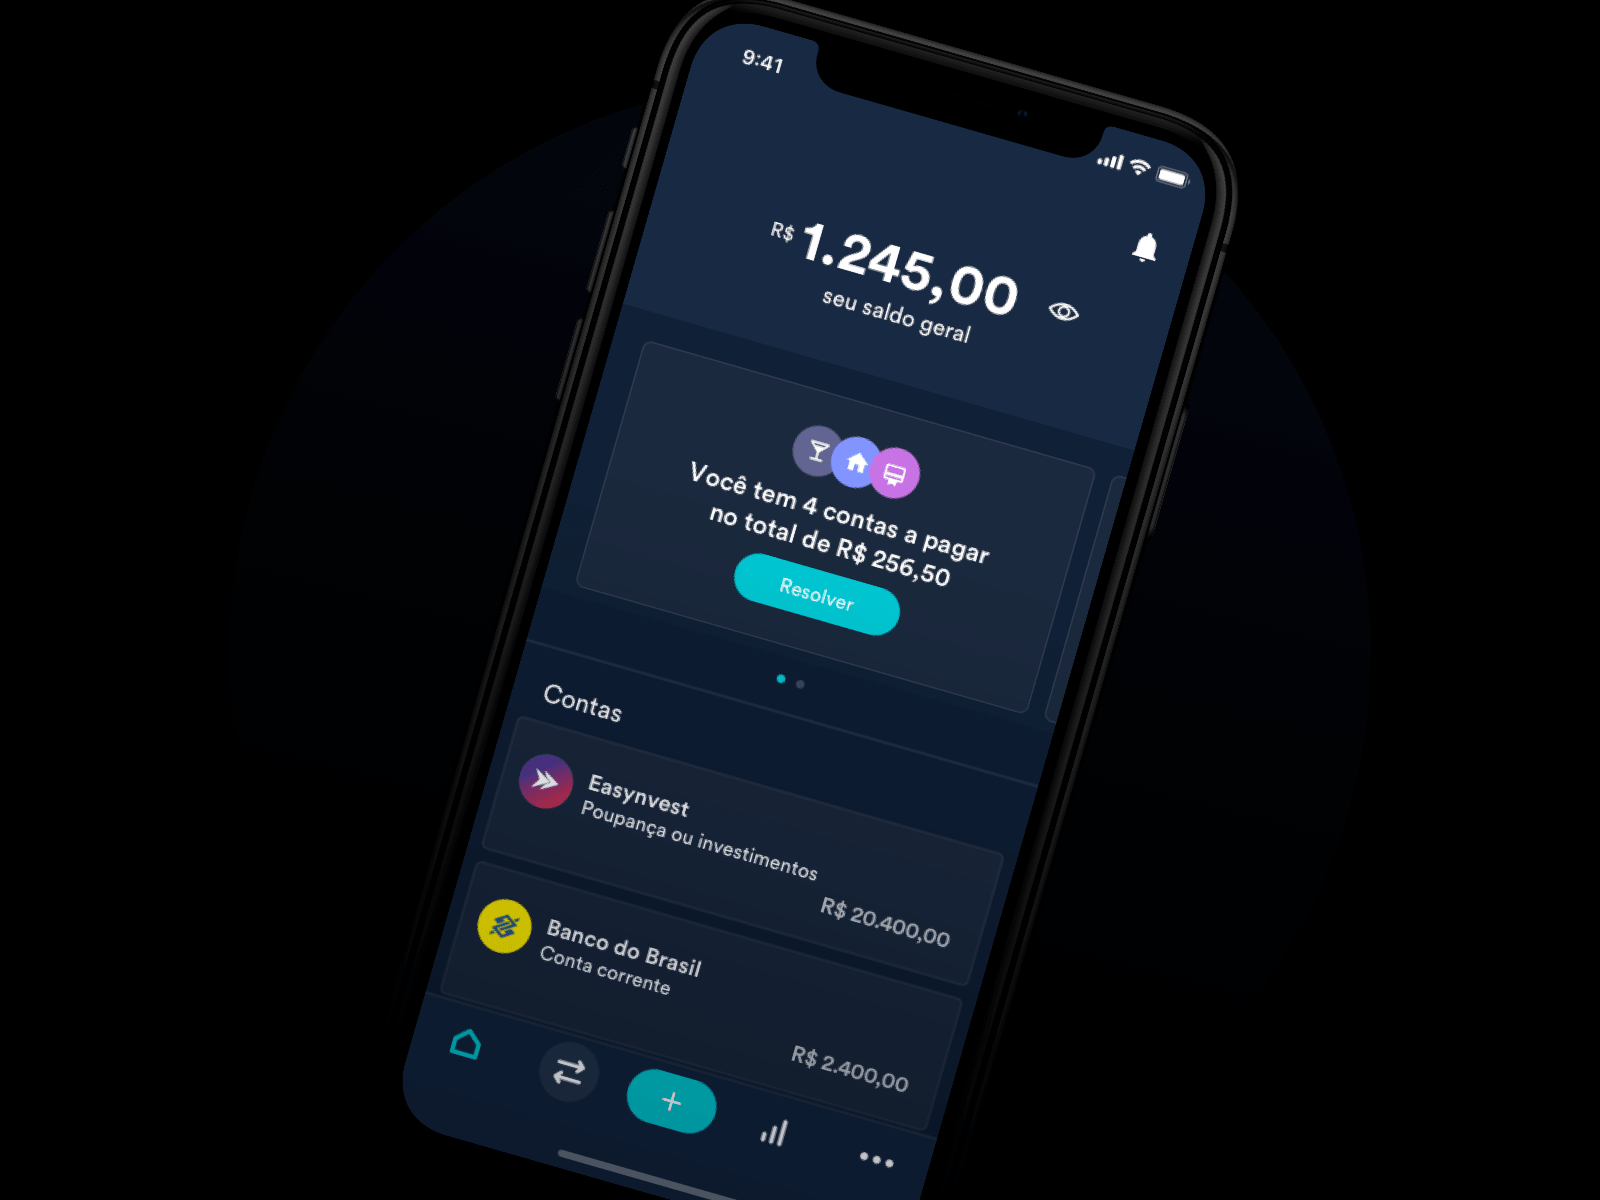 9:41
R$ 1.245,00
seu saldo geral
Você tem 4 contas a pagar
no total de R$ 256,50
Resolver
Contas
Easynvest
Poupança ou investimentos
R$ 20.400,00
Banco do Brasil
Conta corrente
R$ 2.400,00